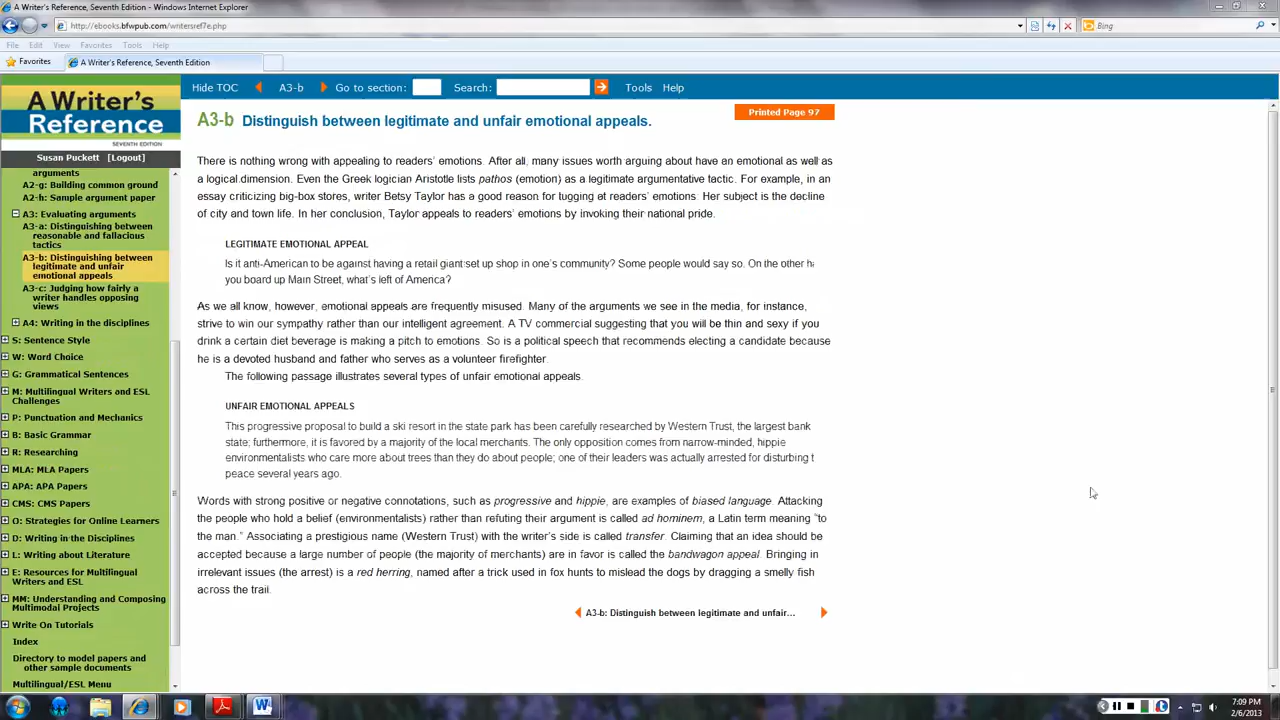 A Writer's Reference, Seventh Edition - Windows Internet Explorer
http://ebooks.bfwpub.com/writersref7e.php
Bing
File Edit View Favorites Tools Help
Favorites
A Writer's Reference, Seventh Edition
A Writer's
Reference
SEVENTH EDITION
Susan Puckett [Logout]
arguments
A2-g: Building common ground
A2-h: Sample argument paper
A3: Evaluating arguments
A3-a: Distinguishing between
reasonable and fallacious
tactics
A3-b: Distinguishing between
legitimate and unfair
emotional appeals
A3-c: Judging how fairly a
writer handles opposing
views
A4: Writing in the disciplines
S: Sentence Style
W: Word Choice
G: Grammatical Sentences
M: Multilingual Writers and ESL
Challenges
P: Punctuation and Mechanics
B: Basic Grammar
R: Researching
MLA: MLA Papers
APA: APA Papers
CMS: CMS Papers
O: Strategies for Online Learners
D: Writing in the Disciplines
L: Writing about Literature
E: Resources for Multilingual
Writers and ESL
MM: Understanding and Composing
Multimodal Projects
Write On Tutorials
Index
Directory to model papers and
other sample documents
Multilingual/ESL Menu
Hide TOC A3-b Go to section: Search: Tools Help
A3-b Distinguish between legitimate and unfair emotional appeals.
Printed Page 97
There is nothing wrong with appealing to readers' emotions. After all, many issues worth arguing about have an emotional as well as
a logical dimension. Even the Greek logician Aristotle lists pathos (emotion) as a legitimate argumentative tactic. For example, in an
essay criticizing big-box stores, writer Betsy Taylor has a good reason for tugging at readers' emotions. Her subject is the decline
of city and town life. In her conclusion, Taylor appeals to readers' emotions by invoking their national pride.
LEGITIMATE EMOTIONAL APPEAL
Is it anti-American to be against having a retail giant set up shop in one's community? Some people would say so. On the other ha
you board up Main Street, what's left of America?
As we all know, however, emotional appeals are frequently misused. Many of the arguments we see in the media, for instance,
strive to win our sympathy rather than our intelligent agreement. A TV commercial suggesting that you will be thin and sexy if you
drink a certain diet beverage is making a pitch to emotions. So is a political speech that recommends electing a candidate because
he is a devoted husband and father who serves as a volunteer firefighter.
The following passage illustrates several types of unfair emotional appeals.
UNFAIR EMOTIONAL APPEALS
This progressive proposal to build a ski resort in the state park has been carefully researched by Western Trust, the largest bank
state; furthermore, it is favored by a majority of the local merchants. The only opposition comes from narrow-minded, hippie
environmentalists who care more about trees than they do about people; one of their leaders was actually arrested for disturbing t
peace several years ago.
Words with strong positive or negative connotations, such as progressive and hippie, are examples of biased language. Attacking
the people who hold a belief (environmentalists) rather than refuting their argument is called ad hominem, a Latin term meaning "to
the man." Associating a prestigious name (Western Trust) with the writer's side is called transfer. Claiming that an idea should be
accepted because a large number of people (the majority of merchants) are in favor is called the bandwagon appeal. Bringing in
irrelevant issues (the arrest) is a red herring, named after a trick used in fox hunts to mislead the dogs by dragging a smelly fish
across the trail.
A3-b: Distinguish between legitimate and unfair...
7:09 PM
2/6/2013